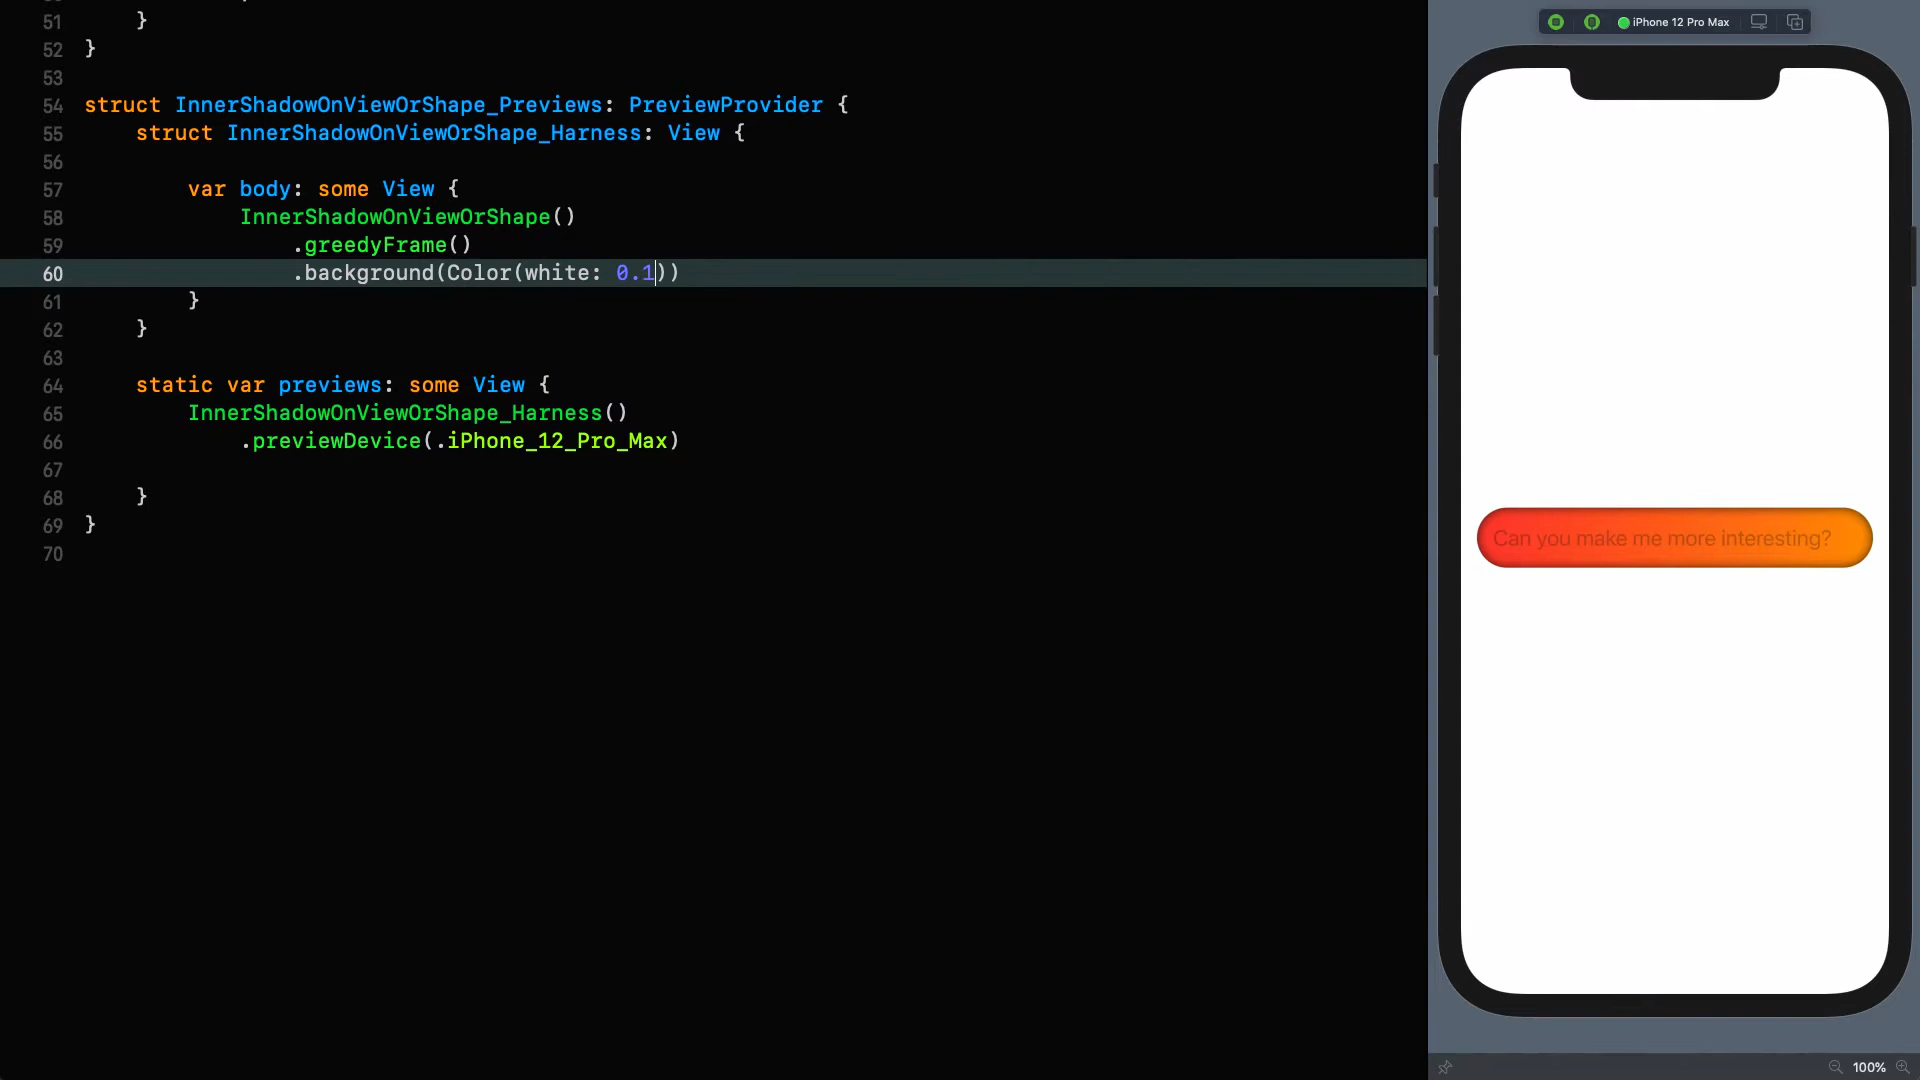 51 }
52 }
53
54 struct InnerShadowOnViewOrShape_Previews: PreviewProvider {
55 struct InnerShadowOnViewOrShape_Harness: View {
56
57 var body: some View {
58 InnerShadowOnViewOrShape()
59 .greedyFrame()
60 .background(Color(white: 0.1))
61 }
62 }
63
64 static var previews: some View {
65 InnerShadowOnViewOrShape_Harness()
66 .previewDevice(.iPhone_12_Pro_Max)
67
68 }
69 }
70
iPhone 12 Pro Max
Can you make me more interesting?
100%